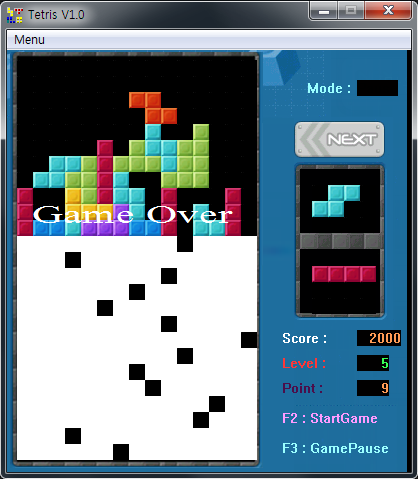 Tetris V1.0
Menu
Mode :
NEXT
Game Over
Score : 2000
Level : 5
Point : 9
F2 : StartGame
F3 : GamePause